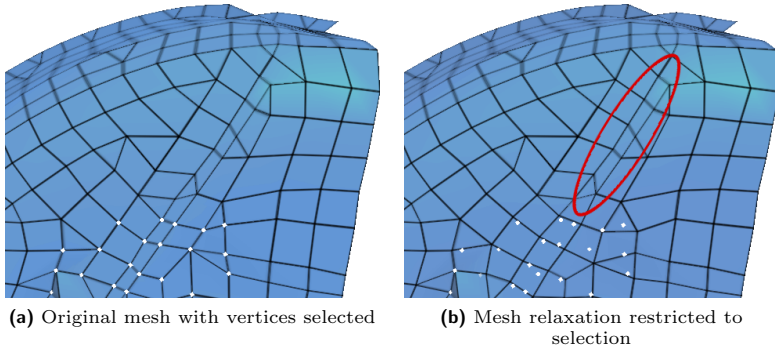 (a) Original mesh with vertices selected
(b) Mesh relaxation restricted to
selection